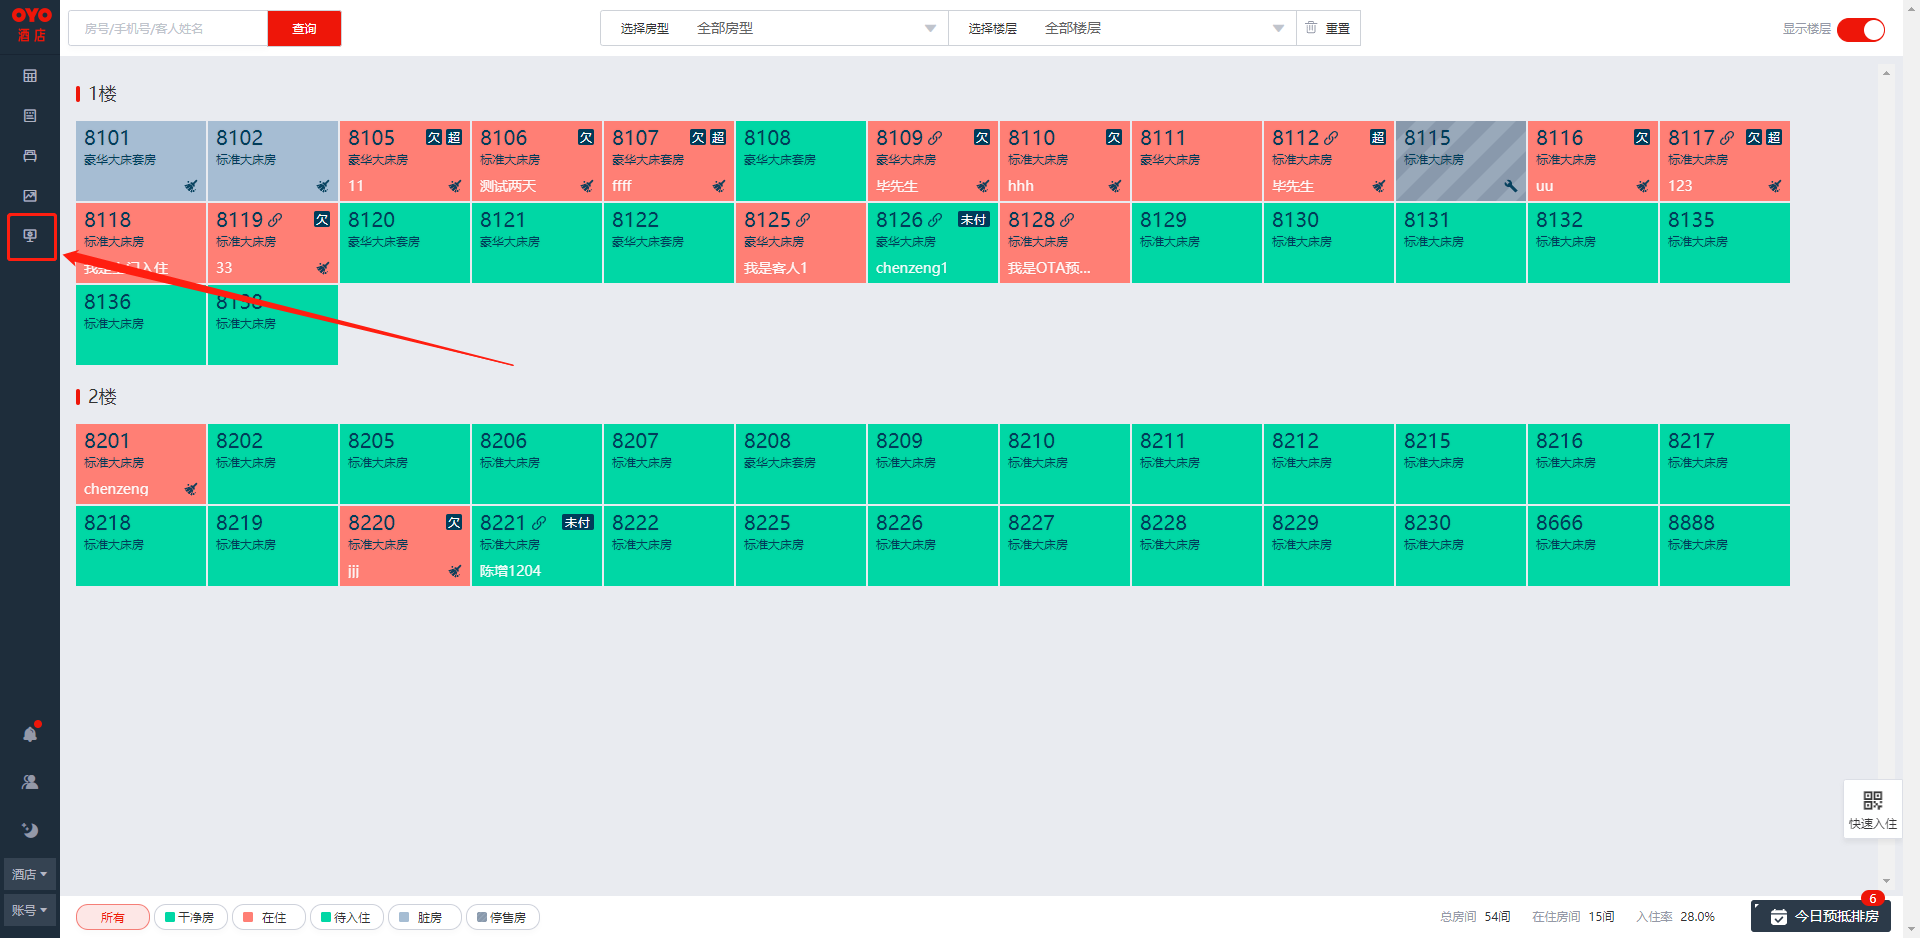 OYO
酒店
房号/手机号/客人姓名
查询
选择房型 全部房型
选择楼层 全部楼层
重置
显示楼层
1楼
8101
豪华大床套房
8102
标准大床房
8105 欠 超
豪华大床房
11
8106 欠
标准大床房
测试两天
8107 欠 超
豪华大床套房
ffff
8108
豪华大床套房
8109 欠
豪华大床房
毕先生
8110 欠
标准大床房
hhh
8111
豪华大床房
8112 超
标准大床房
毕先生
8115
标准大床房
8116 欠
标准大床房
uu
8117 欠 超
标准大床房
123
8118
标准大床房
8119 欠
标准大床房
33
8120
豪华大床套房
8121
豪华大床房
8122
豪华大床套房
8125
豪华大床房
我是客人1
8126 未付
豪华大床房
chenzeng1
8128
标准大床房
我是OTA预...
8129
标准大床房
8130
标准大床房
8131
标准大床房
8132
标准大床房
8135
标准大床房
8136
标准大床房
8138
标准大床房
2楼
8201
标准大床房
chenzeng
8202
标准大床房
8205
标准大床房
8206
标准大床房
8207
标准大床房
8208
豪华大床套房
8209
标准大床房
8210
标准大床房
8211
标准大床房
8212
标准大床房
8215
标准大床房
8216
标准大床房
8217
标准大床房
8218
标准大床房
8219
标准大床房
8220 欠
标准大床房
jjj
8221 未付
标准大床房
陈增1204
8222
标准大床房
8225
标准大床房
8226
标准大床房
8227
标准大床房
8228
标准大床房
8229
标准大床房
8230
标准大床房
8666
标准大床房
8888
标准大床房
快速入住
酒店
账号
所有 干净房 在住 待入住 脏房 停售房
总房间 54间 在住房间 15间 入住率 28.0%
今日预抵排房
6